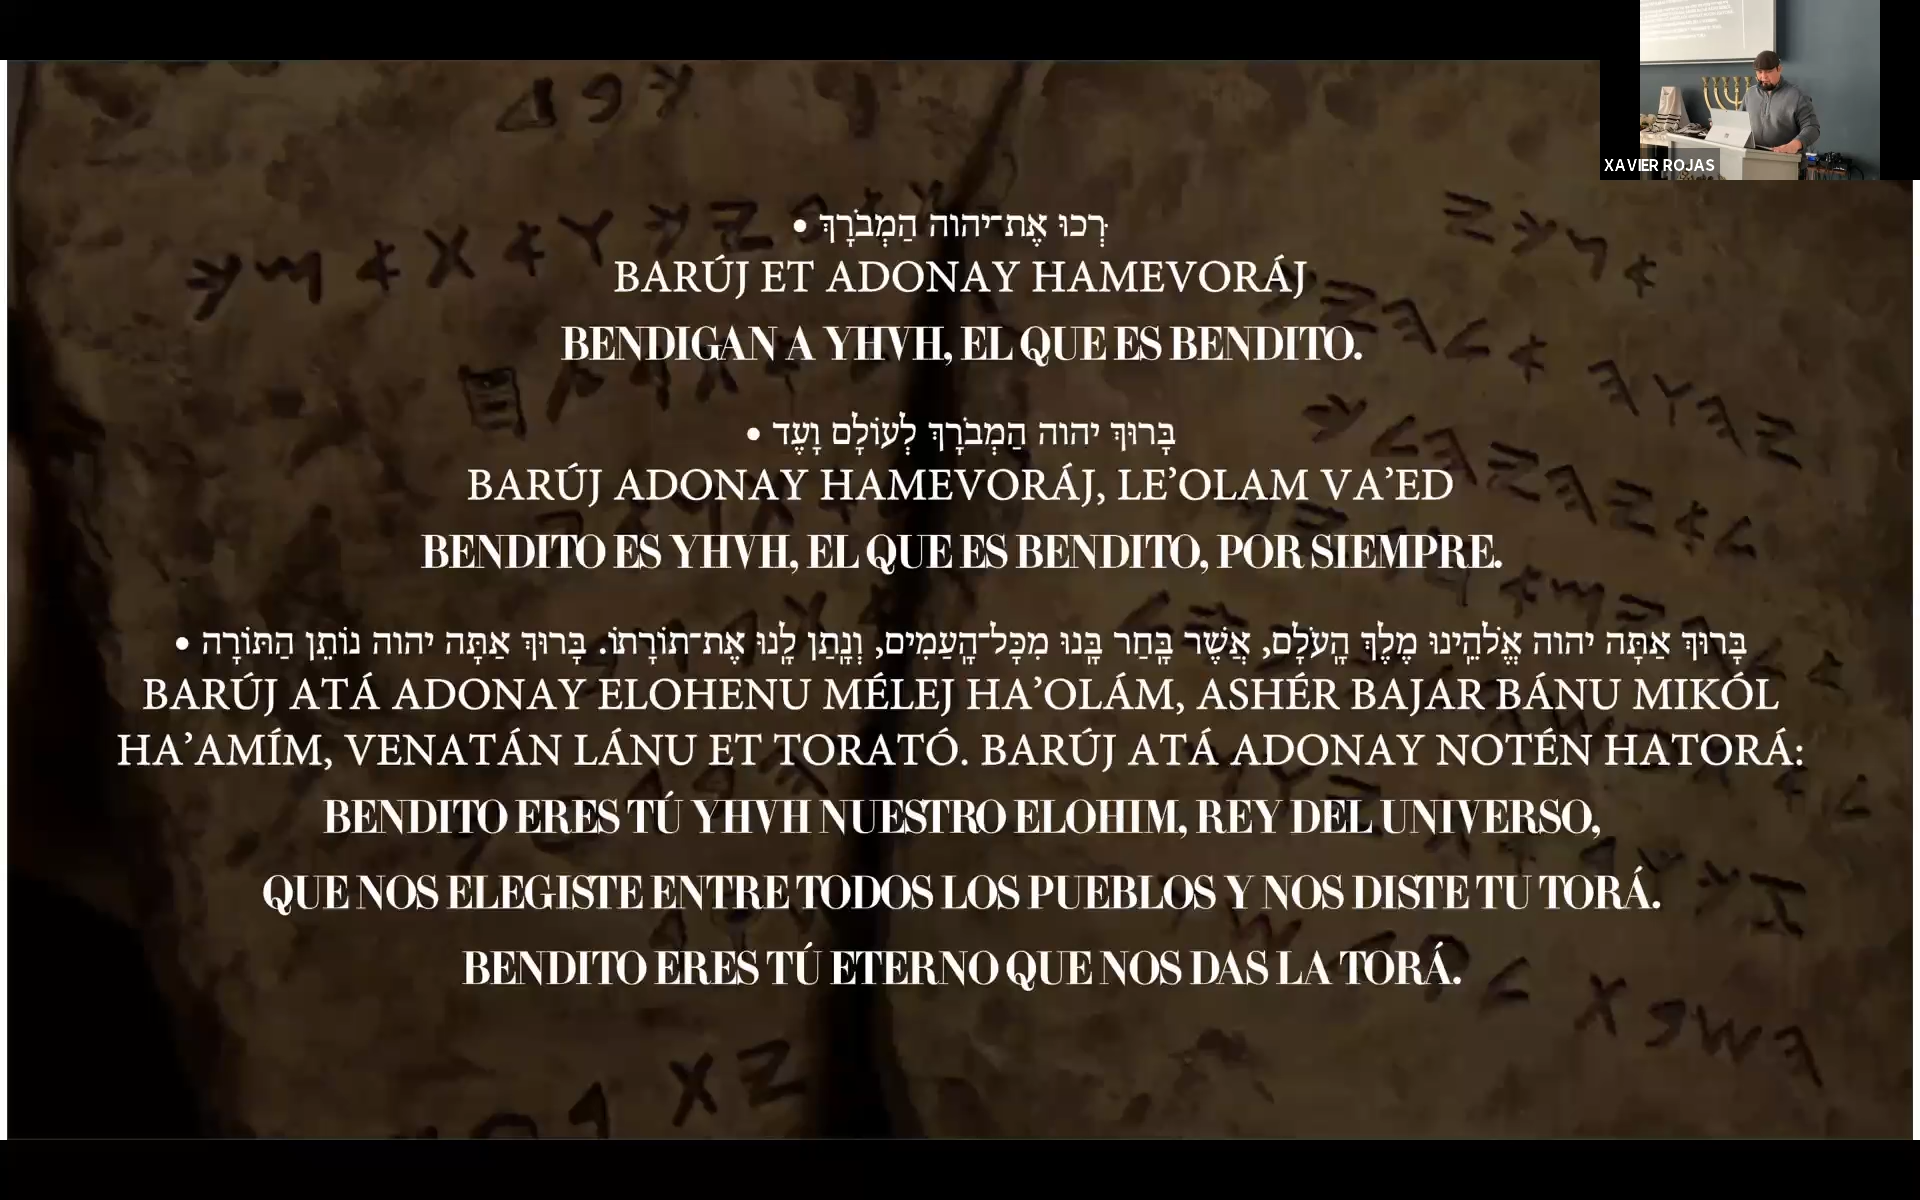 XAVIER ROJAS
רְכוּ אֶת־יהוה הַמְבֹרָךְ •
BARÚJ ET ADONAY HAMEVORÁJ
BENDIGAN A YHVH, EL QUE ES BENDITO.
בָּרוּךְ יהוה הַמְבֹרָךְ לְעוֹלָם וָעֶד •
BARÚJ ADONAY HAMEVORÁJ, LE’OLAM VA’ED
BENDITO ES YHVH, EL QUE ES BENDITO, POR SIEMPRE.
בָּרוּךְ אַתָּה יהוה אֱלֹהֵינוּ מֶלֶךְ הָעֹלָם, אֲשֶׁר בָּחַר בָּנוּ מִכָּל־הָעַמִים, וְנָתַן לָנוּ אֶת־תוֹרָתוֹ. בָּרוּךְ אַתָּה יהוה נוֹתֵן הַתּוֹרָה •
BARÚJ ATÁ ADONAY ELOHENU MÉLEJ HA’OLÁM, ASHÉR BAJAR BÁNU MIKÓL
HA’AMÍM, VENATÁN LÁNU ET TORATÓ. BARÚJ ATÁ ADONAY NOTÉN HATORÁ:
BENDITO ERES TÚ YHVH NUESTRO ELOHIM, REY DEL UNIVERSO,
QUE NOS ELEGISTE ENTRE TODOS LOS PUEBLOS Y NOS DISTE TU TORÁ.
BENDITO ERES TÚ ETERNO QUE NOS DAS LA TORÁ.